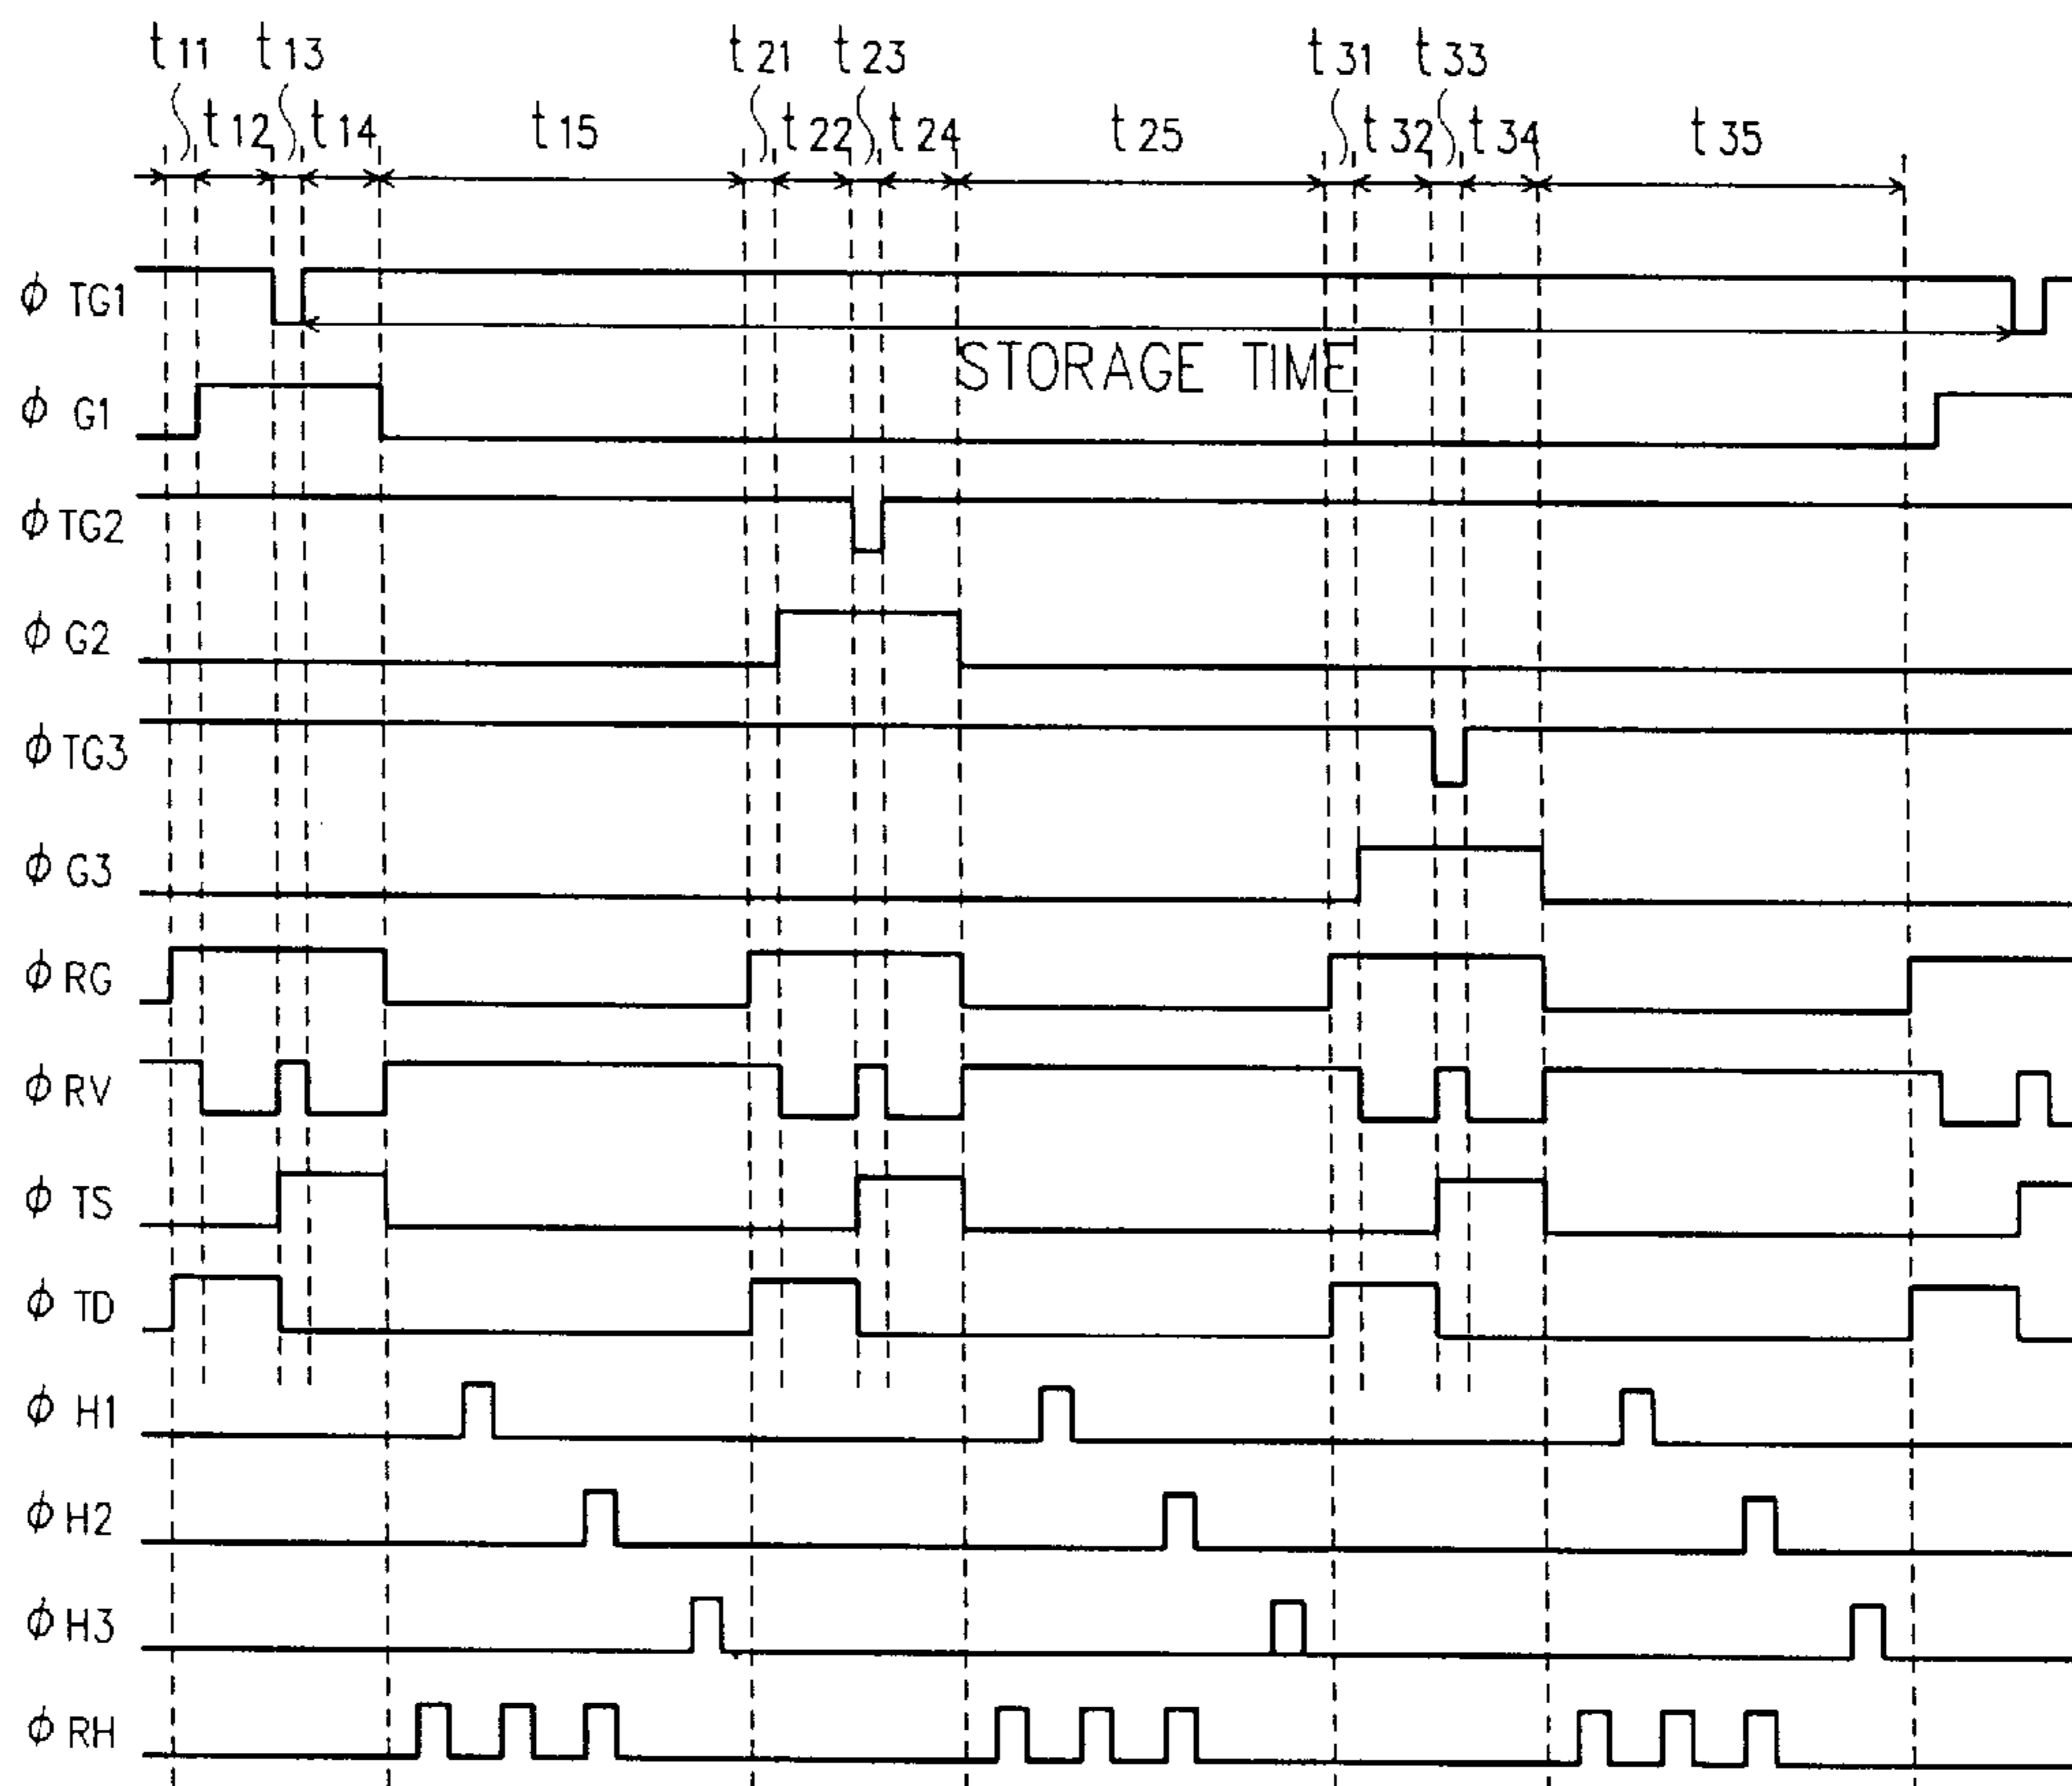 t11 t13 t21 t23 t31 t33
t12 t14 t15 t22 t24 t25 t32 t34 t35
φ TG1
STORAGE TIME
φ G1
φ TG2
φ G2
φ TG3
φ G3
φ RG
φ RV
φ TS
φ TD
φ H1
φ H2
φ H3
φ RH